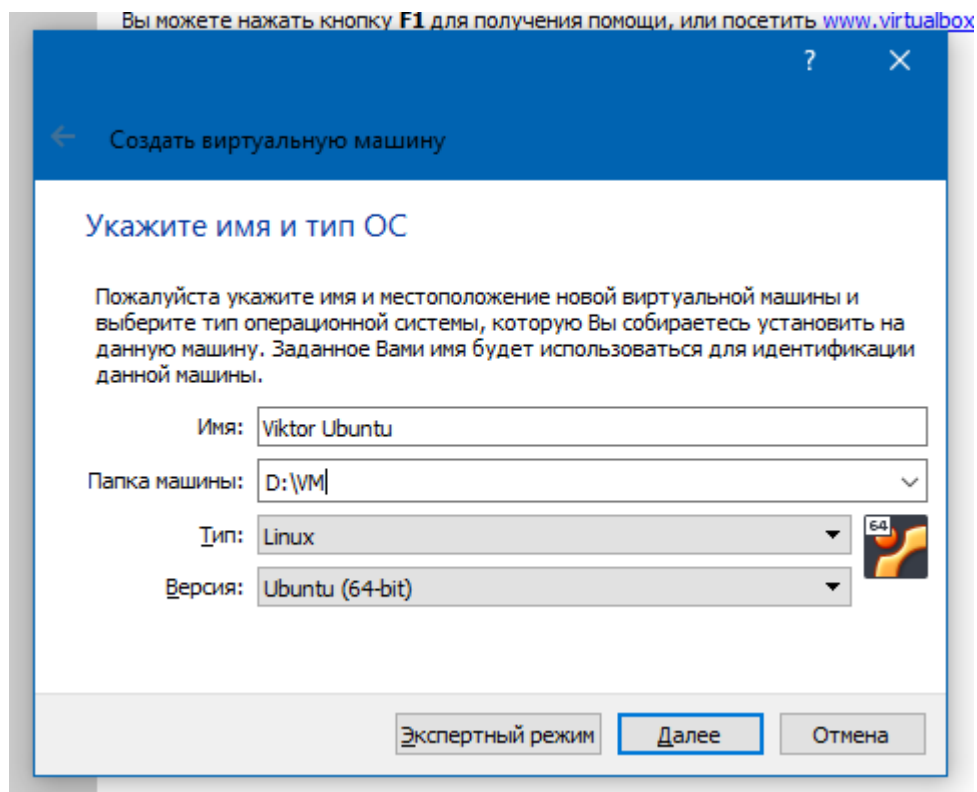 Вы можете нажать кнопку F1 для получения помощи, или посетить www.virtualbox
?
Создать виртуальную машину
Укажите имя и тип ОС
Пожалуйста укажите имя и местоположение новой виртуальной машины и
выберите тип операционной системы, которую Вы собираетесь установить на
данную машину. Заданное Вами имя будет использоваться для идентификации
данной машины.
Имя: Viktor Ubuntu
Папка машины: D:\VM
Тип: Linux
64
Версия: Ubuntu (64-bit)
Экспертный режим Далее Отмена